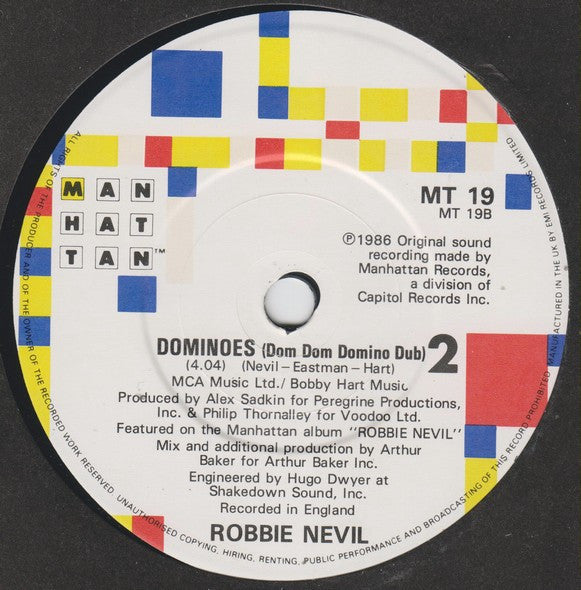 MAN
HAT
TAN™
MT 19
MT 19B
℗1986 Original sound
recording made by
Manhattan Records,
a division of
Capitol Records Inc.
DOMINOES (Dom Dom Domino Dub) 2
(4.04) (Nevil – Eastman – Hart)
MCA Music Ltd./ Bobby Hart Music
Produced by Alex Sadkin for Peregrine Productions,
Inc. & Philip Thornalley for Voodoo Ltd.
Featured on the Manhattan album "ROBBIE NEVIL"
Mix and additional production by Arthur
Baker for Arthur Baker Inc.
Engineered by Hugo Dwyer at
Shakedown Sound, Inc.
Recorded in England
ROBBIE NEVIL
ALL RIGHTS OF THE PRODUCER AND OF THE OWNER OF THE RECORDED WORK RESERVED. UNAUTHORISED COPYING, HIRING, RENTING, PUBLIC PERFORMANCE AND BROADCASTING OF THIS RECORD PROHIBITED. MANUFACTURED IN THE UK BY EMI RECORDS LIMITED